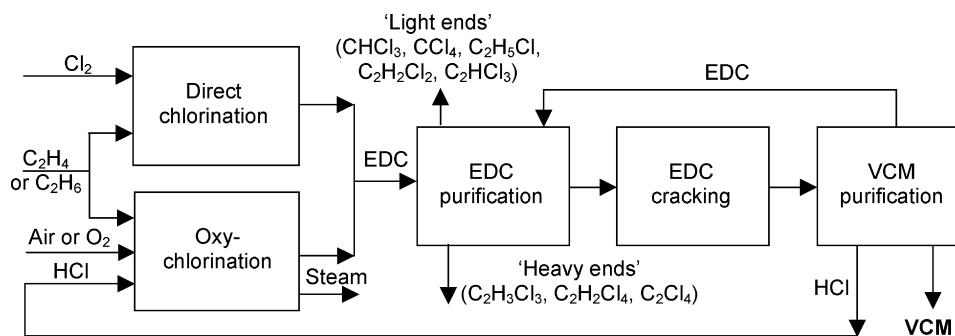 ‘Light ends’
(CHCl₃, CCl₄, C₂H₅Cl,
C₂H₂Cl₂, C₂HCl₃)
Cl₂
Direct
chlorination
EDC
C₂H₄
or C₂H₆
EDC
EDC
purification
EDC
cracking
VCM
purification
Air or O₂
HCl
Oxy-
chlorination
Steam
‘Heavy ends’
(C₂H₃Cl₃, C₂H₂Cl₄, C₂Cl₄)
HCl
VCM